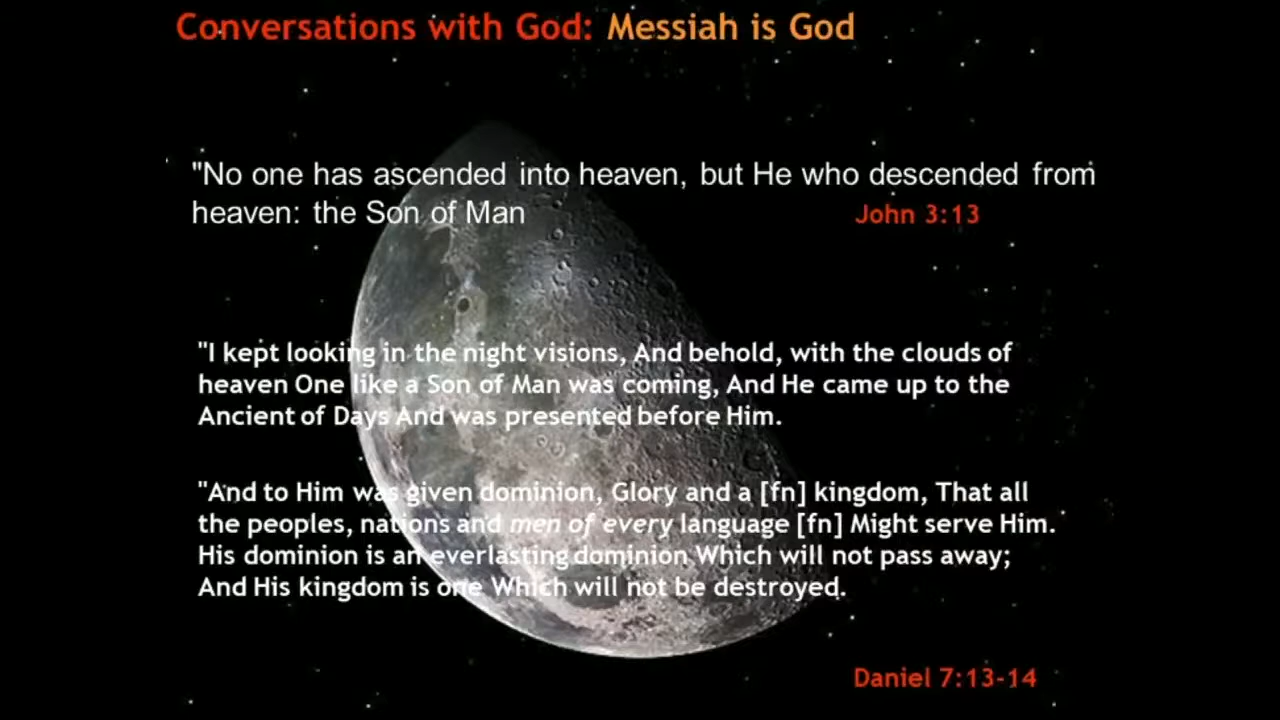 Conversations with God: Messiah is God
"No one has ascended into heaven, but He who descended from
heaven: the Son of Man
John 3:13
"I kept looking in the night visions, And behold, with the clouds of
heaven One like a Son of Man was coming, And He came up to the
Ancient of Days And was presented before Him.
"And to Him was given dominion, Glory and a [fn] kingdom, That all
the peoples, nations and men of every language [fn] Might serve Him.
His dominion is an everlasting dominion Which will not pass away;
And His kingdom is one Which will not be destroyed.
Daniel 7:13-14